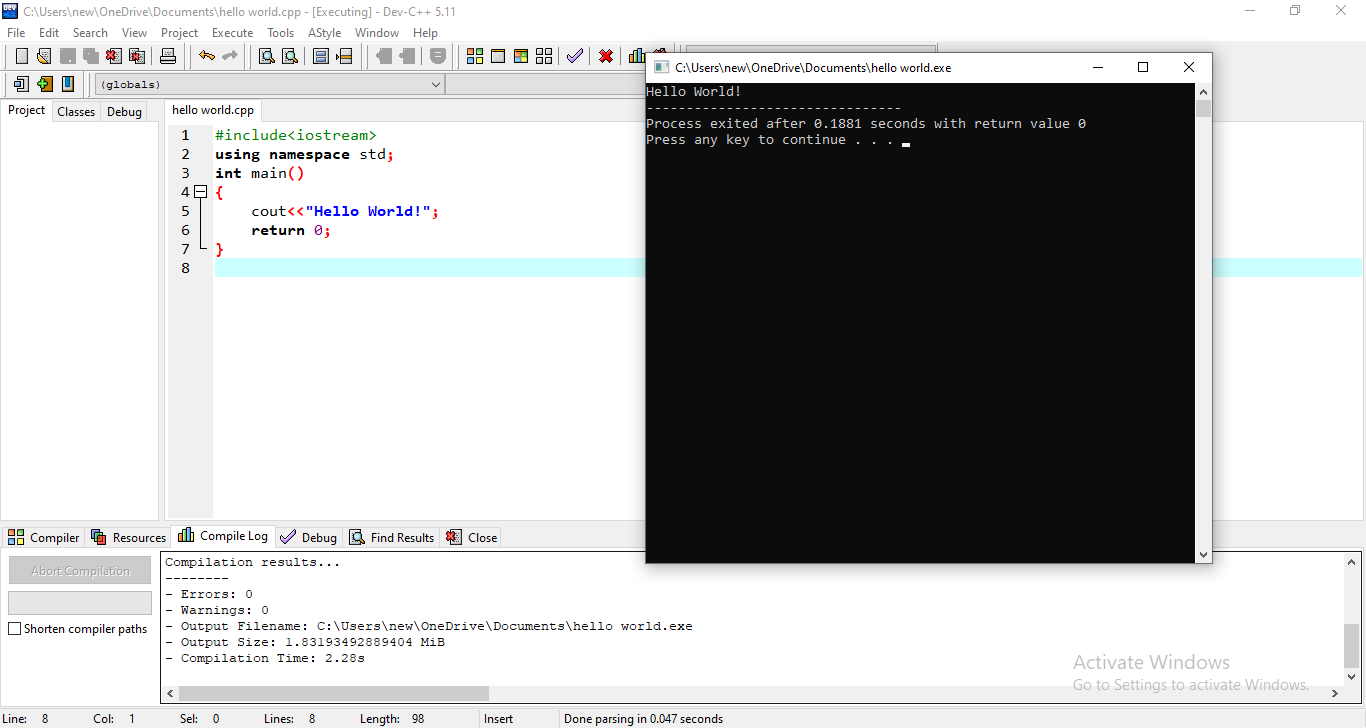 C:\Users\new\OneDrive\Documents\hello world.cpp - [Executing] - Dev-C++ 5.11
File Edit Search View Project Execute Tools AStyle Window Help
(globals)
Project Classes Debug
hello world.cpp
1 #include<iostream>
2 using namespace std;
3 int main()
4 {
5 cout<<"Hello World!";
6 return 0;
7 }
8
C:\Users\new\OneDrive\Documents\hello world.exe
Hello World!
--------------------------------
Process exited after 0.1881 seconds with return value 0
Press any key to continue . . .
Compiler Resources Compile Log Debug Find Results Close
Abort Compilation
Shorten compiler paths
Compilation results...
--------
- Errors: 0
- Warnings: 0
- Output Filename: C:\Users\new\OneDrive\Documents\hello world.exe
- Output Size: 1.83193492889404 MiB
- Compilation Time: 2.28s
Activate Windows
Go to Settings to activate Windows.
Line: 8 Col: 1 Sel: 0 Lines: 8 Length: 98 Insert Done parsing in 0.047 seconds